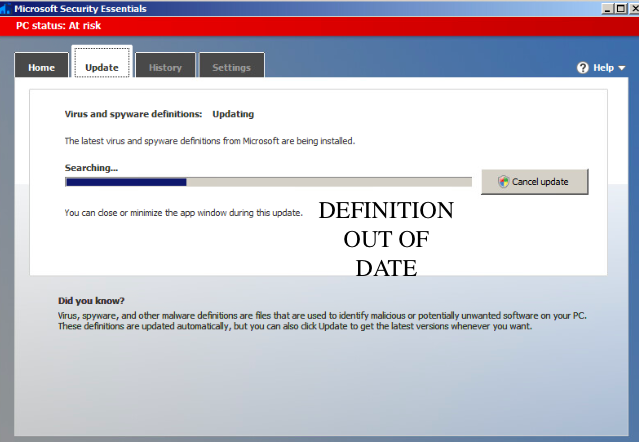 Microsoft Security Essentials
PC status: At risk
Home Update History Settings Help
Virus and spyware definitions: Updating
The latest virus and spyware definitions from Microsoft are being installed.
Searching...
Cancel update
You can close or minimize the app window during this update.
DEFINITION
OUT OF
DATE
Did you know?
Virus, spyware, and other malware definitions are files that are used to identify malicious or potentially unwanted software on your PC.
These definitions are updated automatically, but you can also click Update to get the latest versions whenever you want.